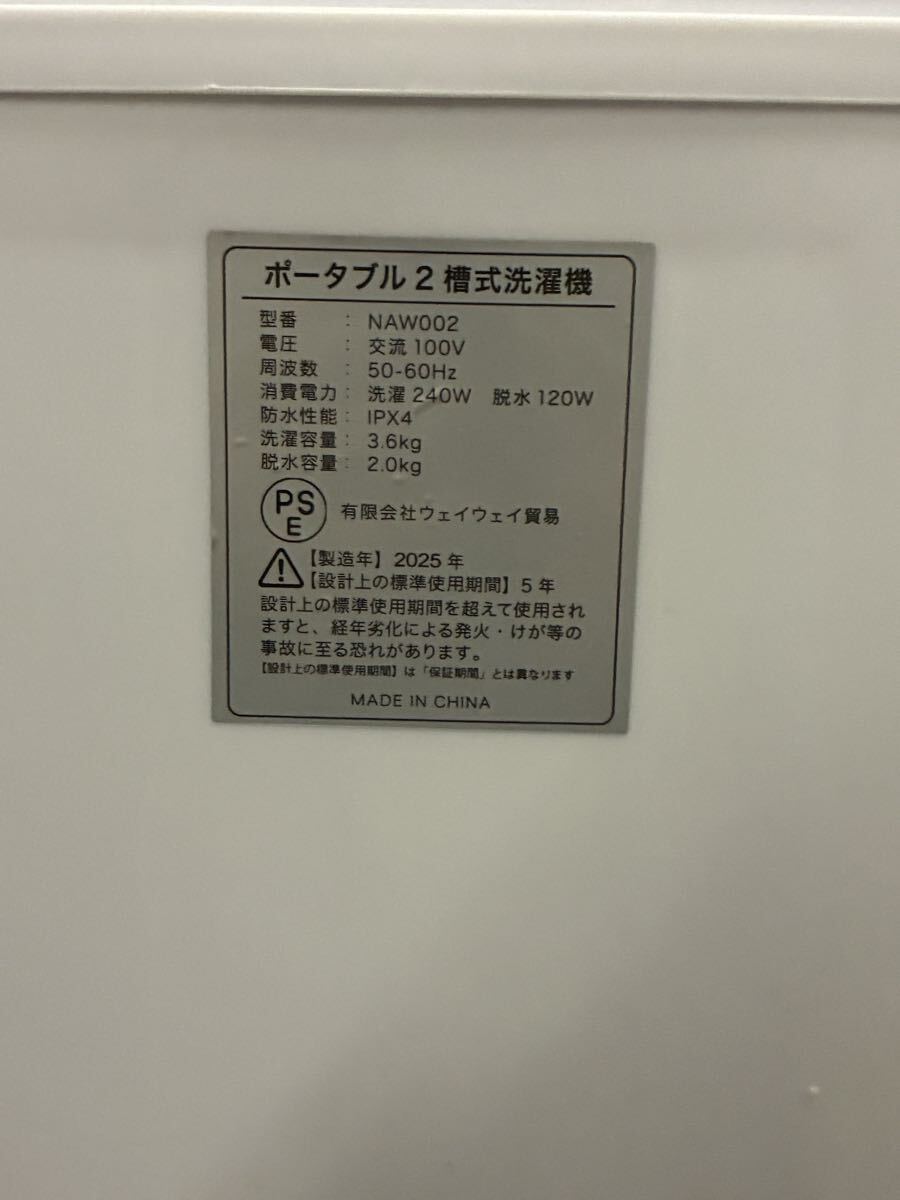 ポータブル2槽式洗濯機
型番 : NAW002
電圧 : 交流100V
周波数 : 50-60Hz
消費電力 : 洗濯240W 脱水120W
防水性能 : IPX4
洗濯容量 : 3.6kg
脱水容量 : 2.0kg
PS
E
有限会社ウェイウェイ貿易
【製造年】2025年
【設計上の標準使用期間】5年
設計上の標準使用期間を超えて使用され
ますと、経年劣化による発火・けが等の
事故に至る恐れがあります。
【設計上の標準使用期間】は「保証期間」とは異なります
MADE IN CHINA